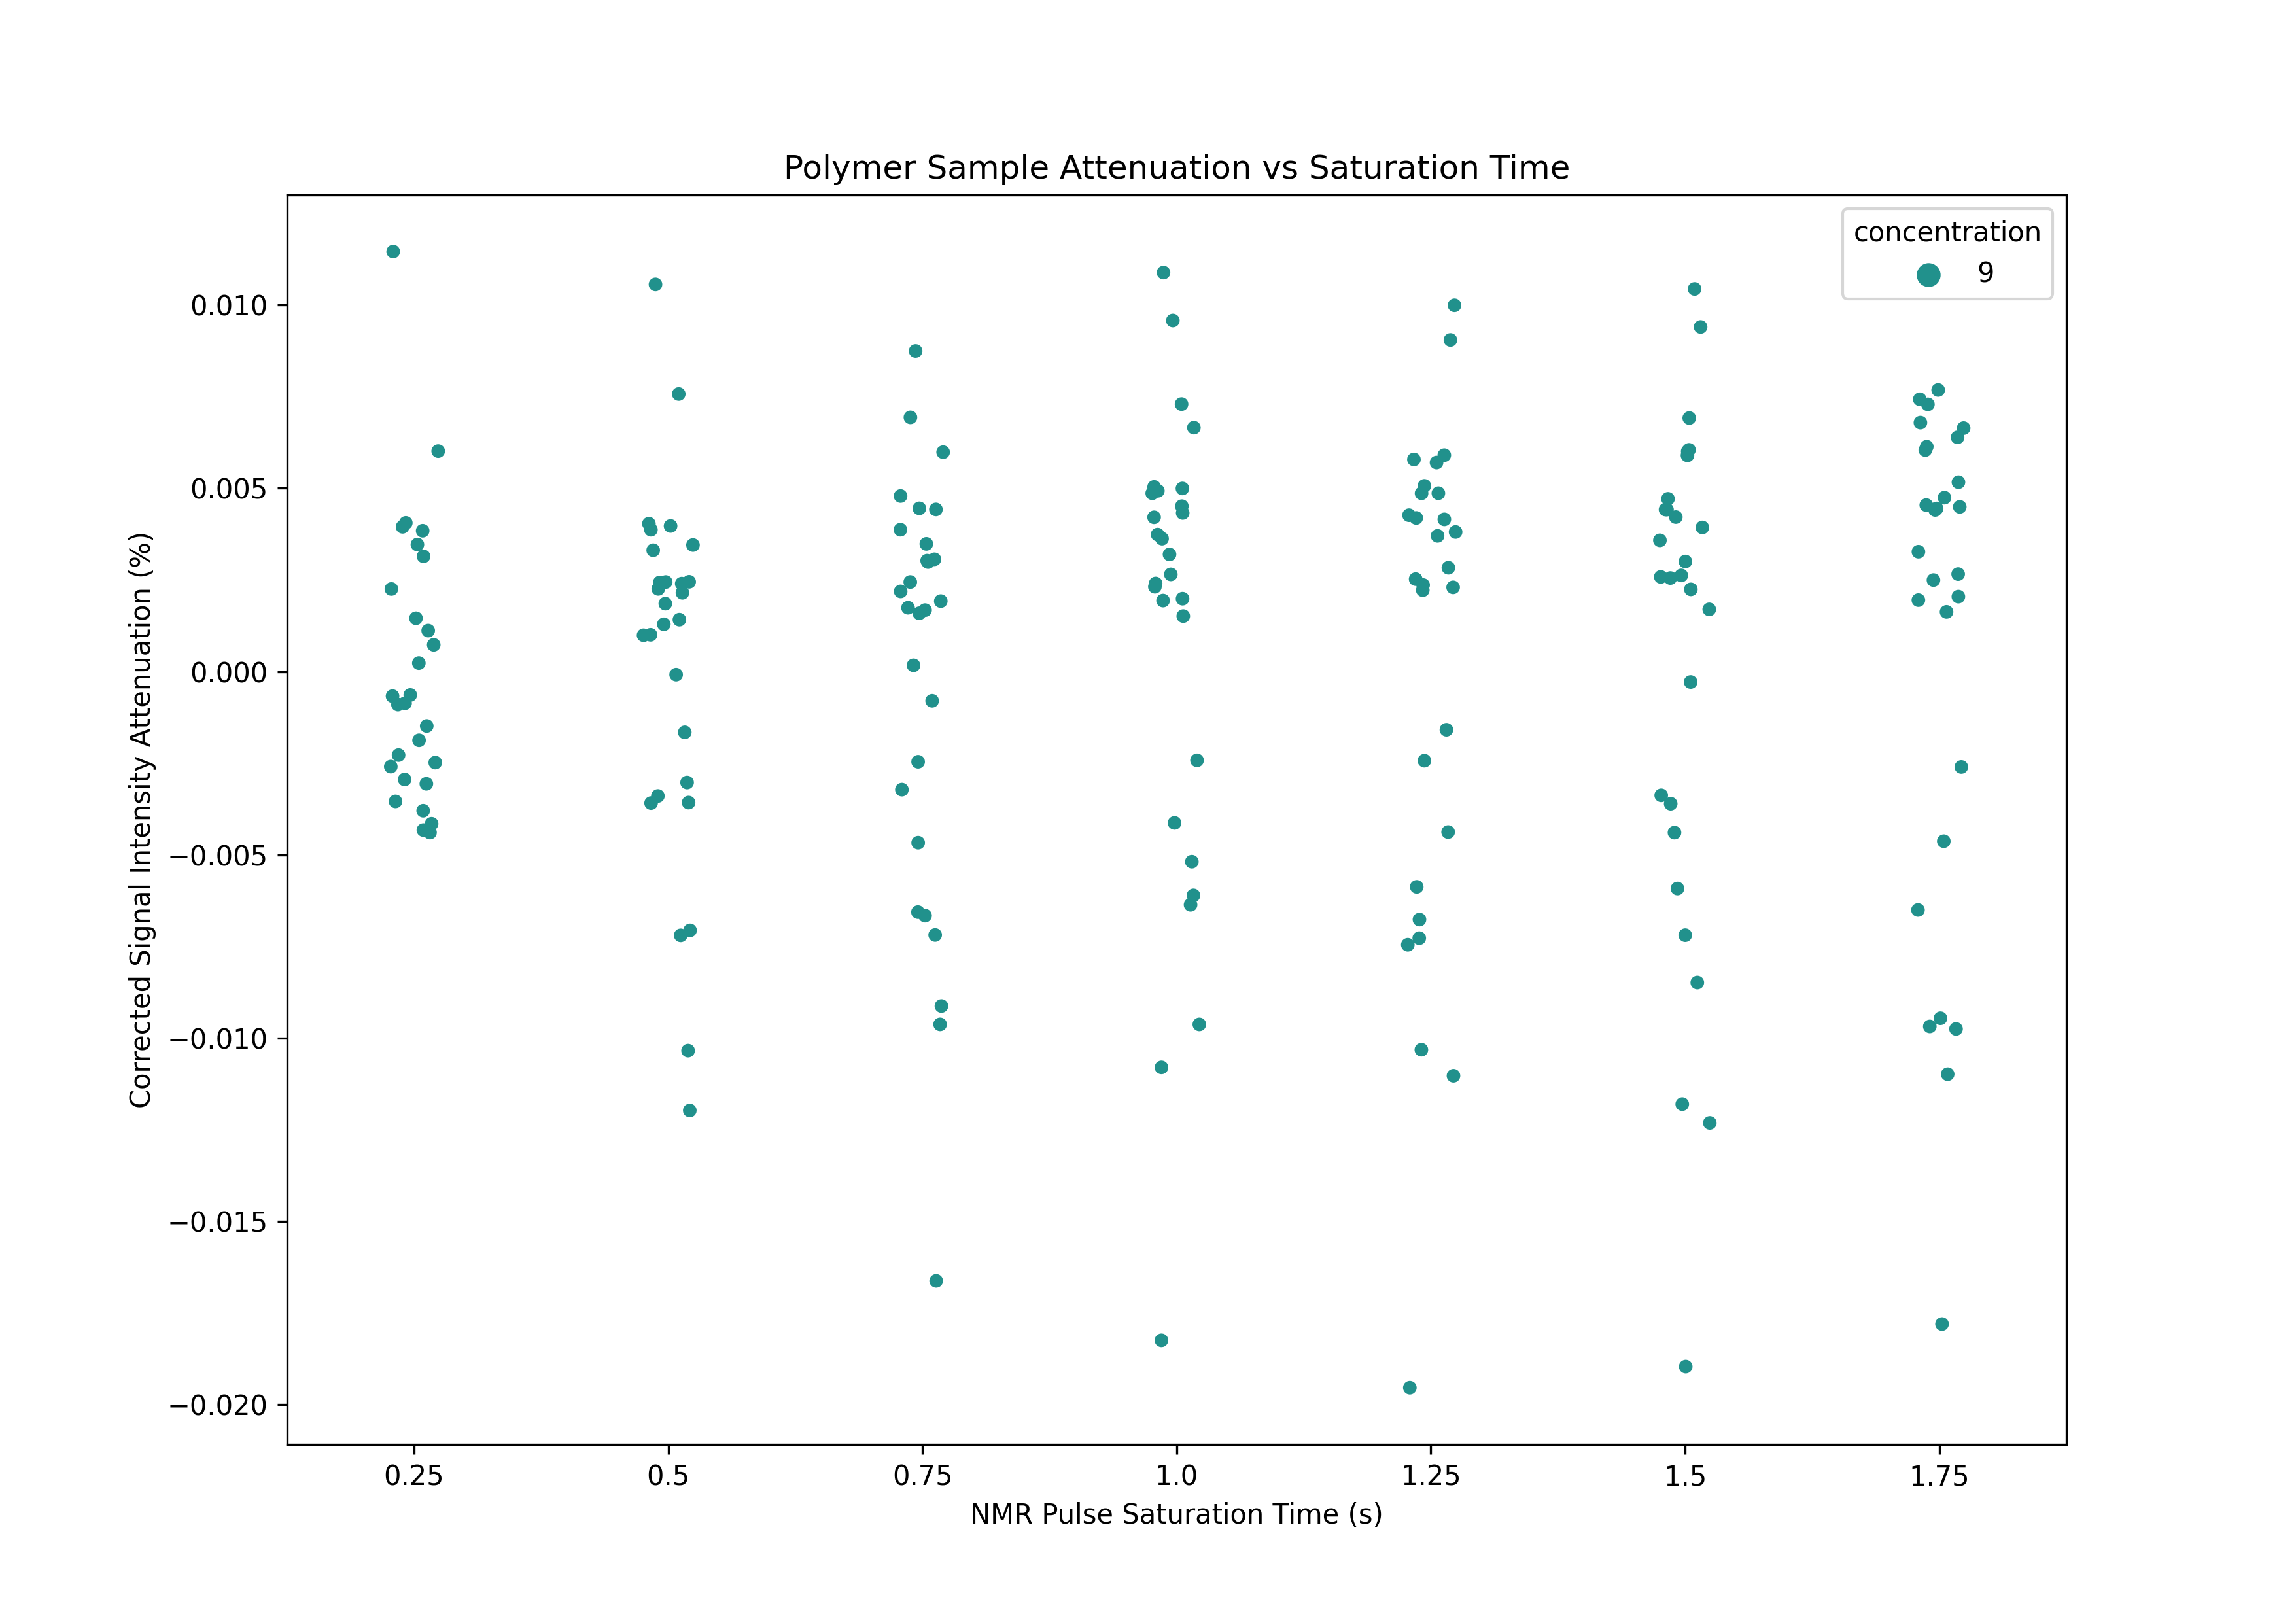 Polymer Sample Attenuation vs Saturation Time
concentration
9
0.010
0.005
0.000
−0.005
−0.010
−0.015
−0.020
Corrected Signal Intensity Attenuation (%)
0.25 0.5 0.75 1.0 1.25 1.5 1.75
NMR Pulse Saturation Time (s)